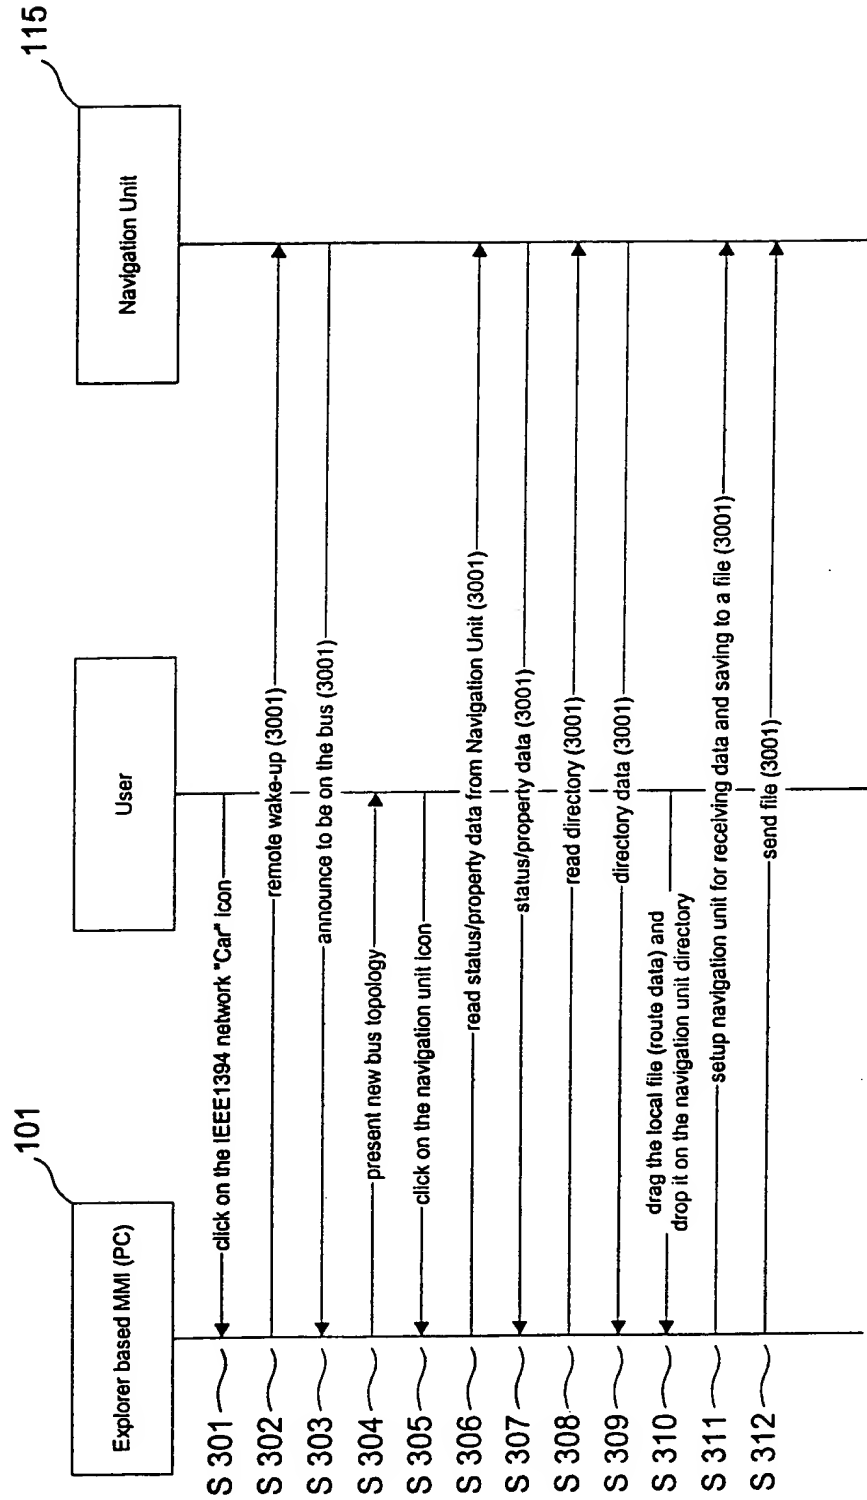 101
115
Explorer based MMI (PC)
User
Navigation Unit
S 301
click on the IEEE1394 network "Car" icon
S 302
remote wake-up (3001)
S 303
announce to be on the bus (3001)
S 304
present new bus topology
S 305
click on the navigation unit icon
S 306
read status/property data from Navigation Unit (3001)
S 307
status/property data (3001)
S 308
read directory (3001)
S 309
directory data (3001)
S 310
drag the local file (route data) and
drop it on the navigation unit directory
S 311
setup navigation unit for receiving data and saving to a file (3001)
S 312
send file (3001)